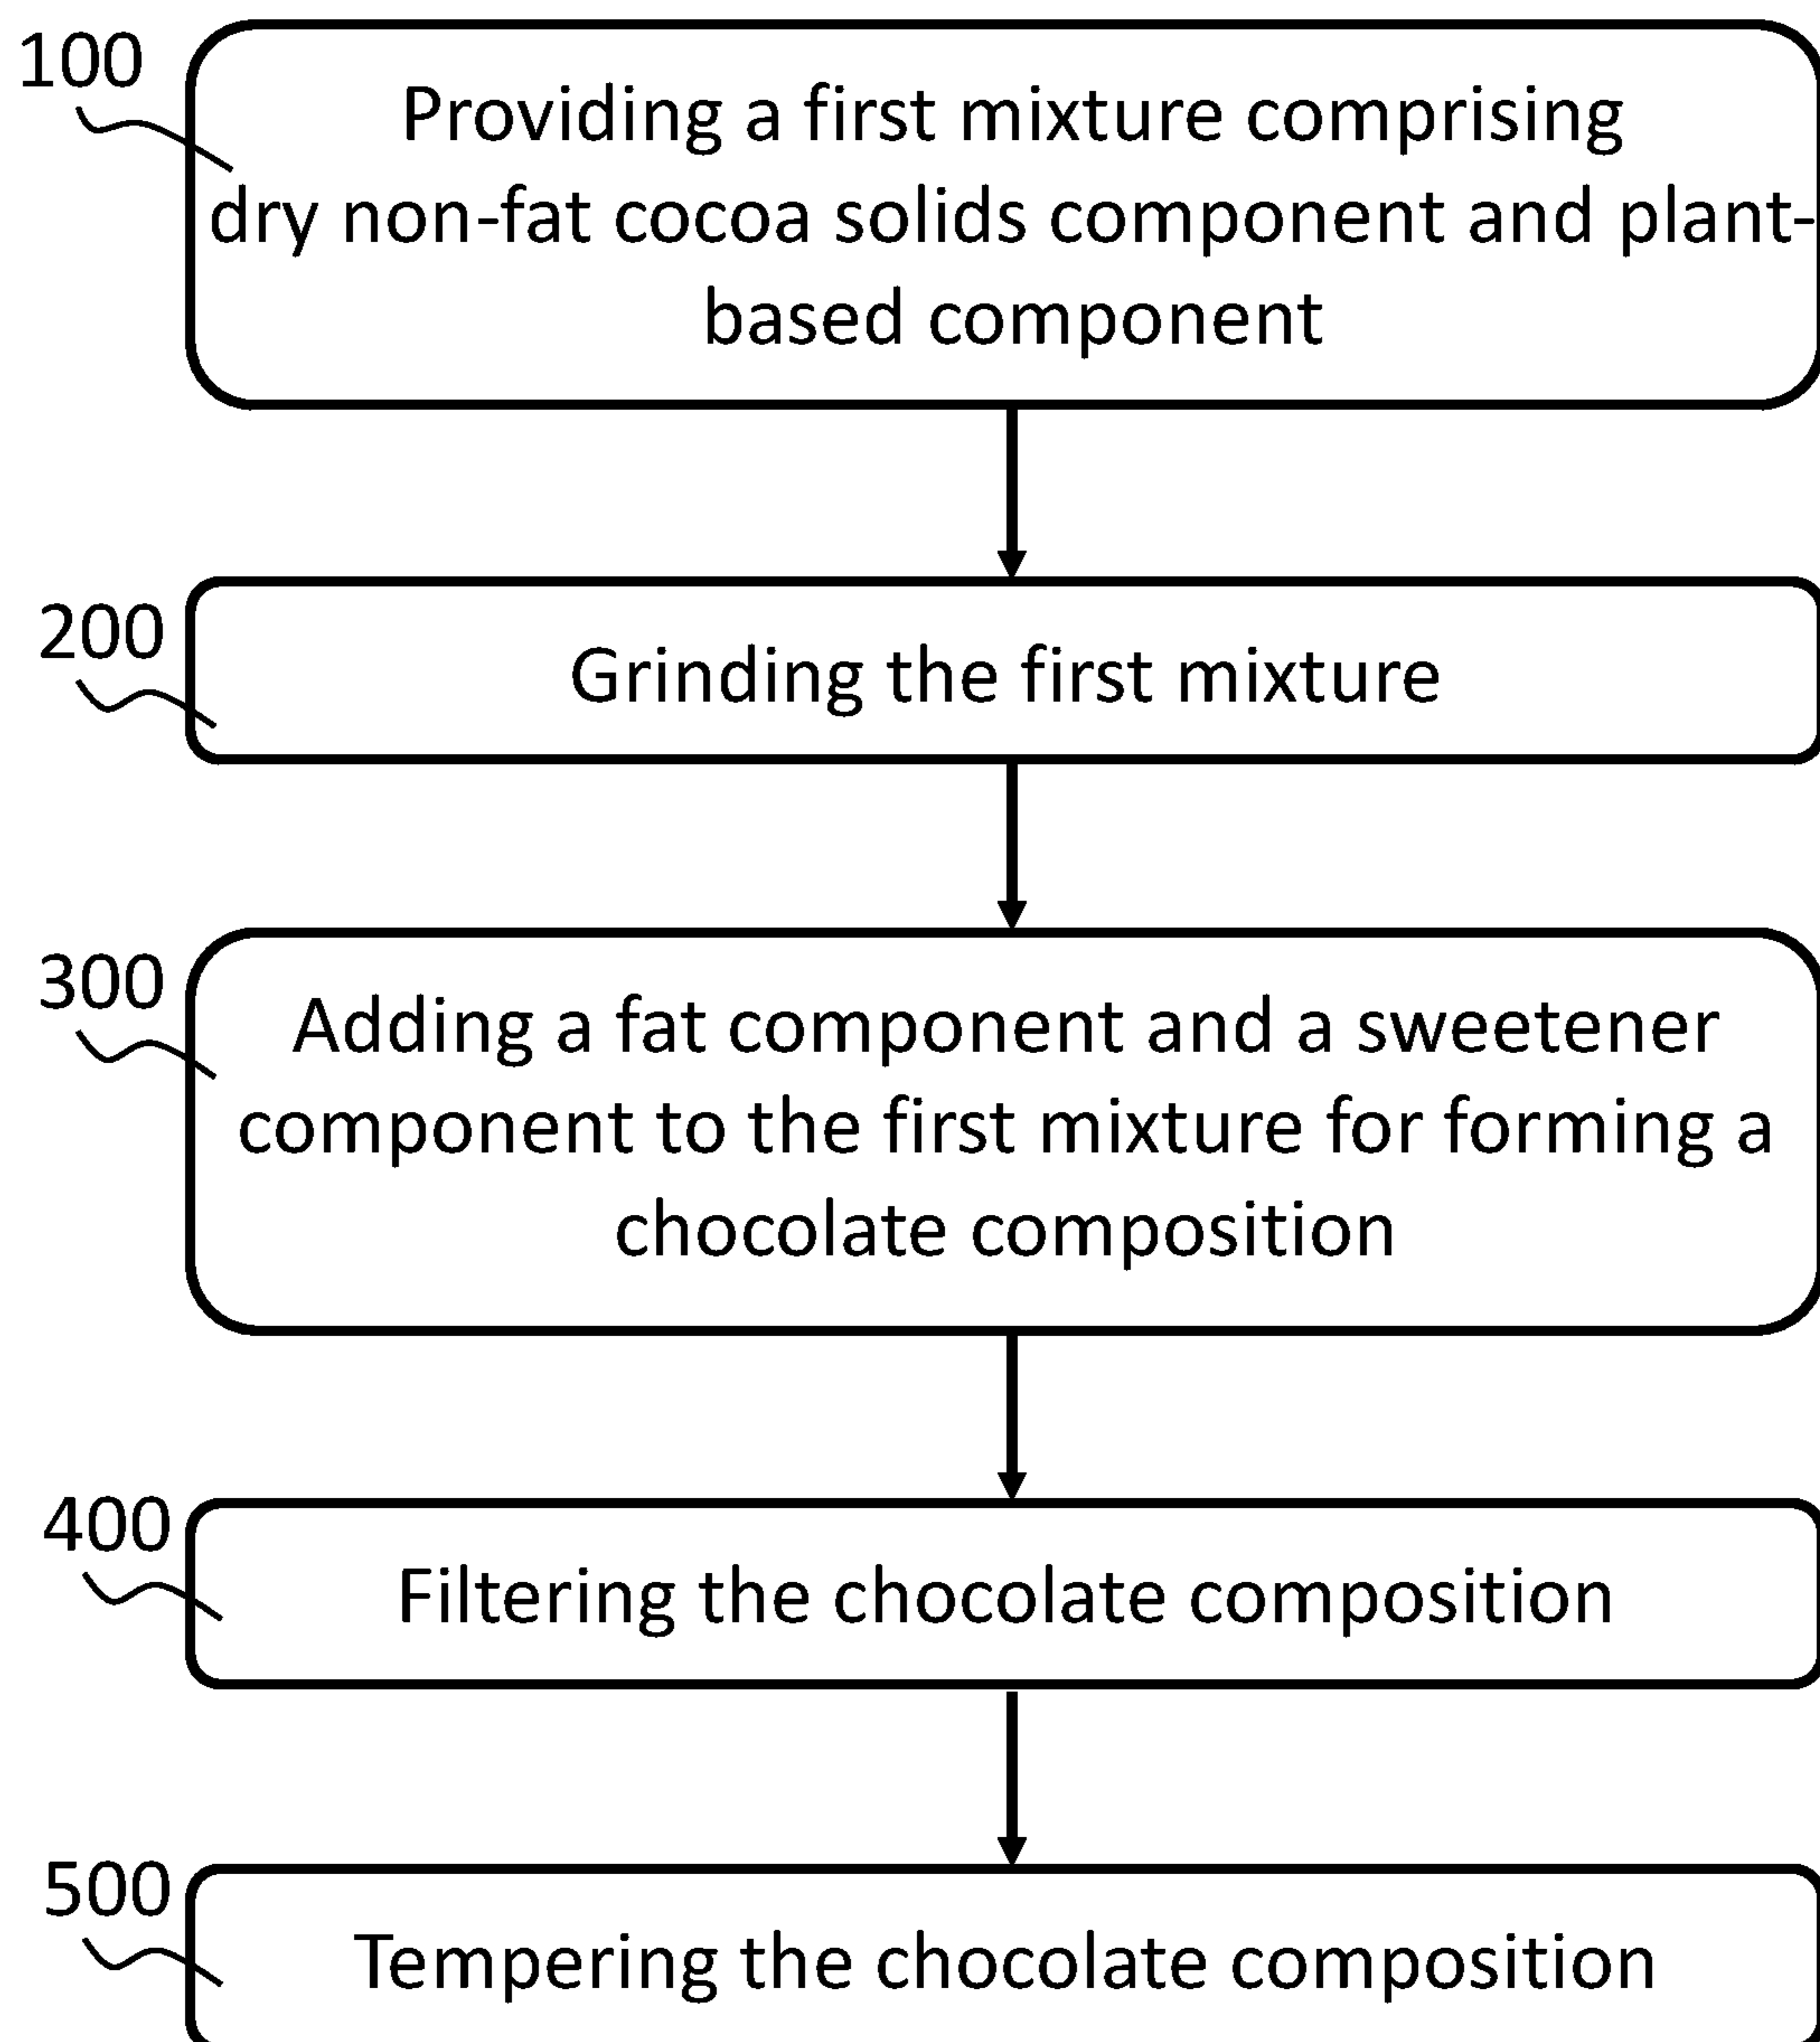 100
Providing a first mixture comprising
dry non-fat cocoa solids component and plant-
based component
200
Grinding the first mixture
300
Adding a fat component and a sweetener
component to the first mixture for forming a
chocolate composition
400
Filtering the chocolate composition
500
Tempering the chocolate composition